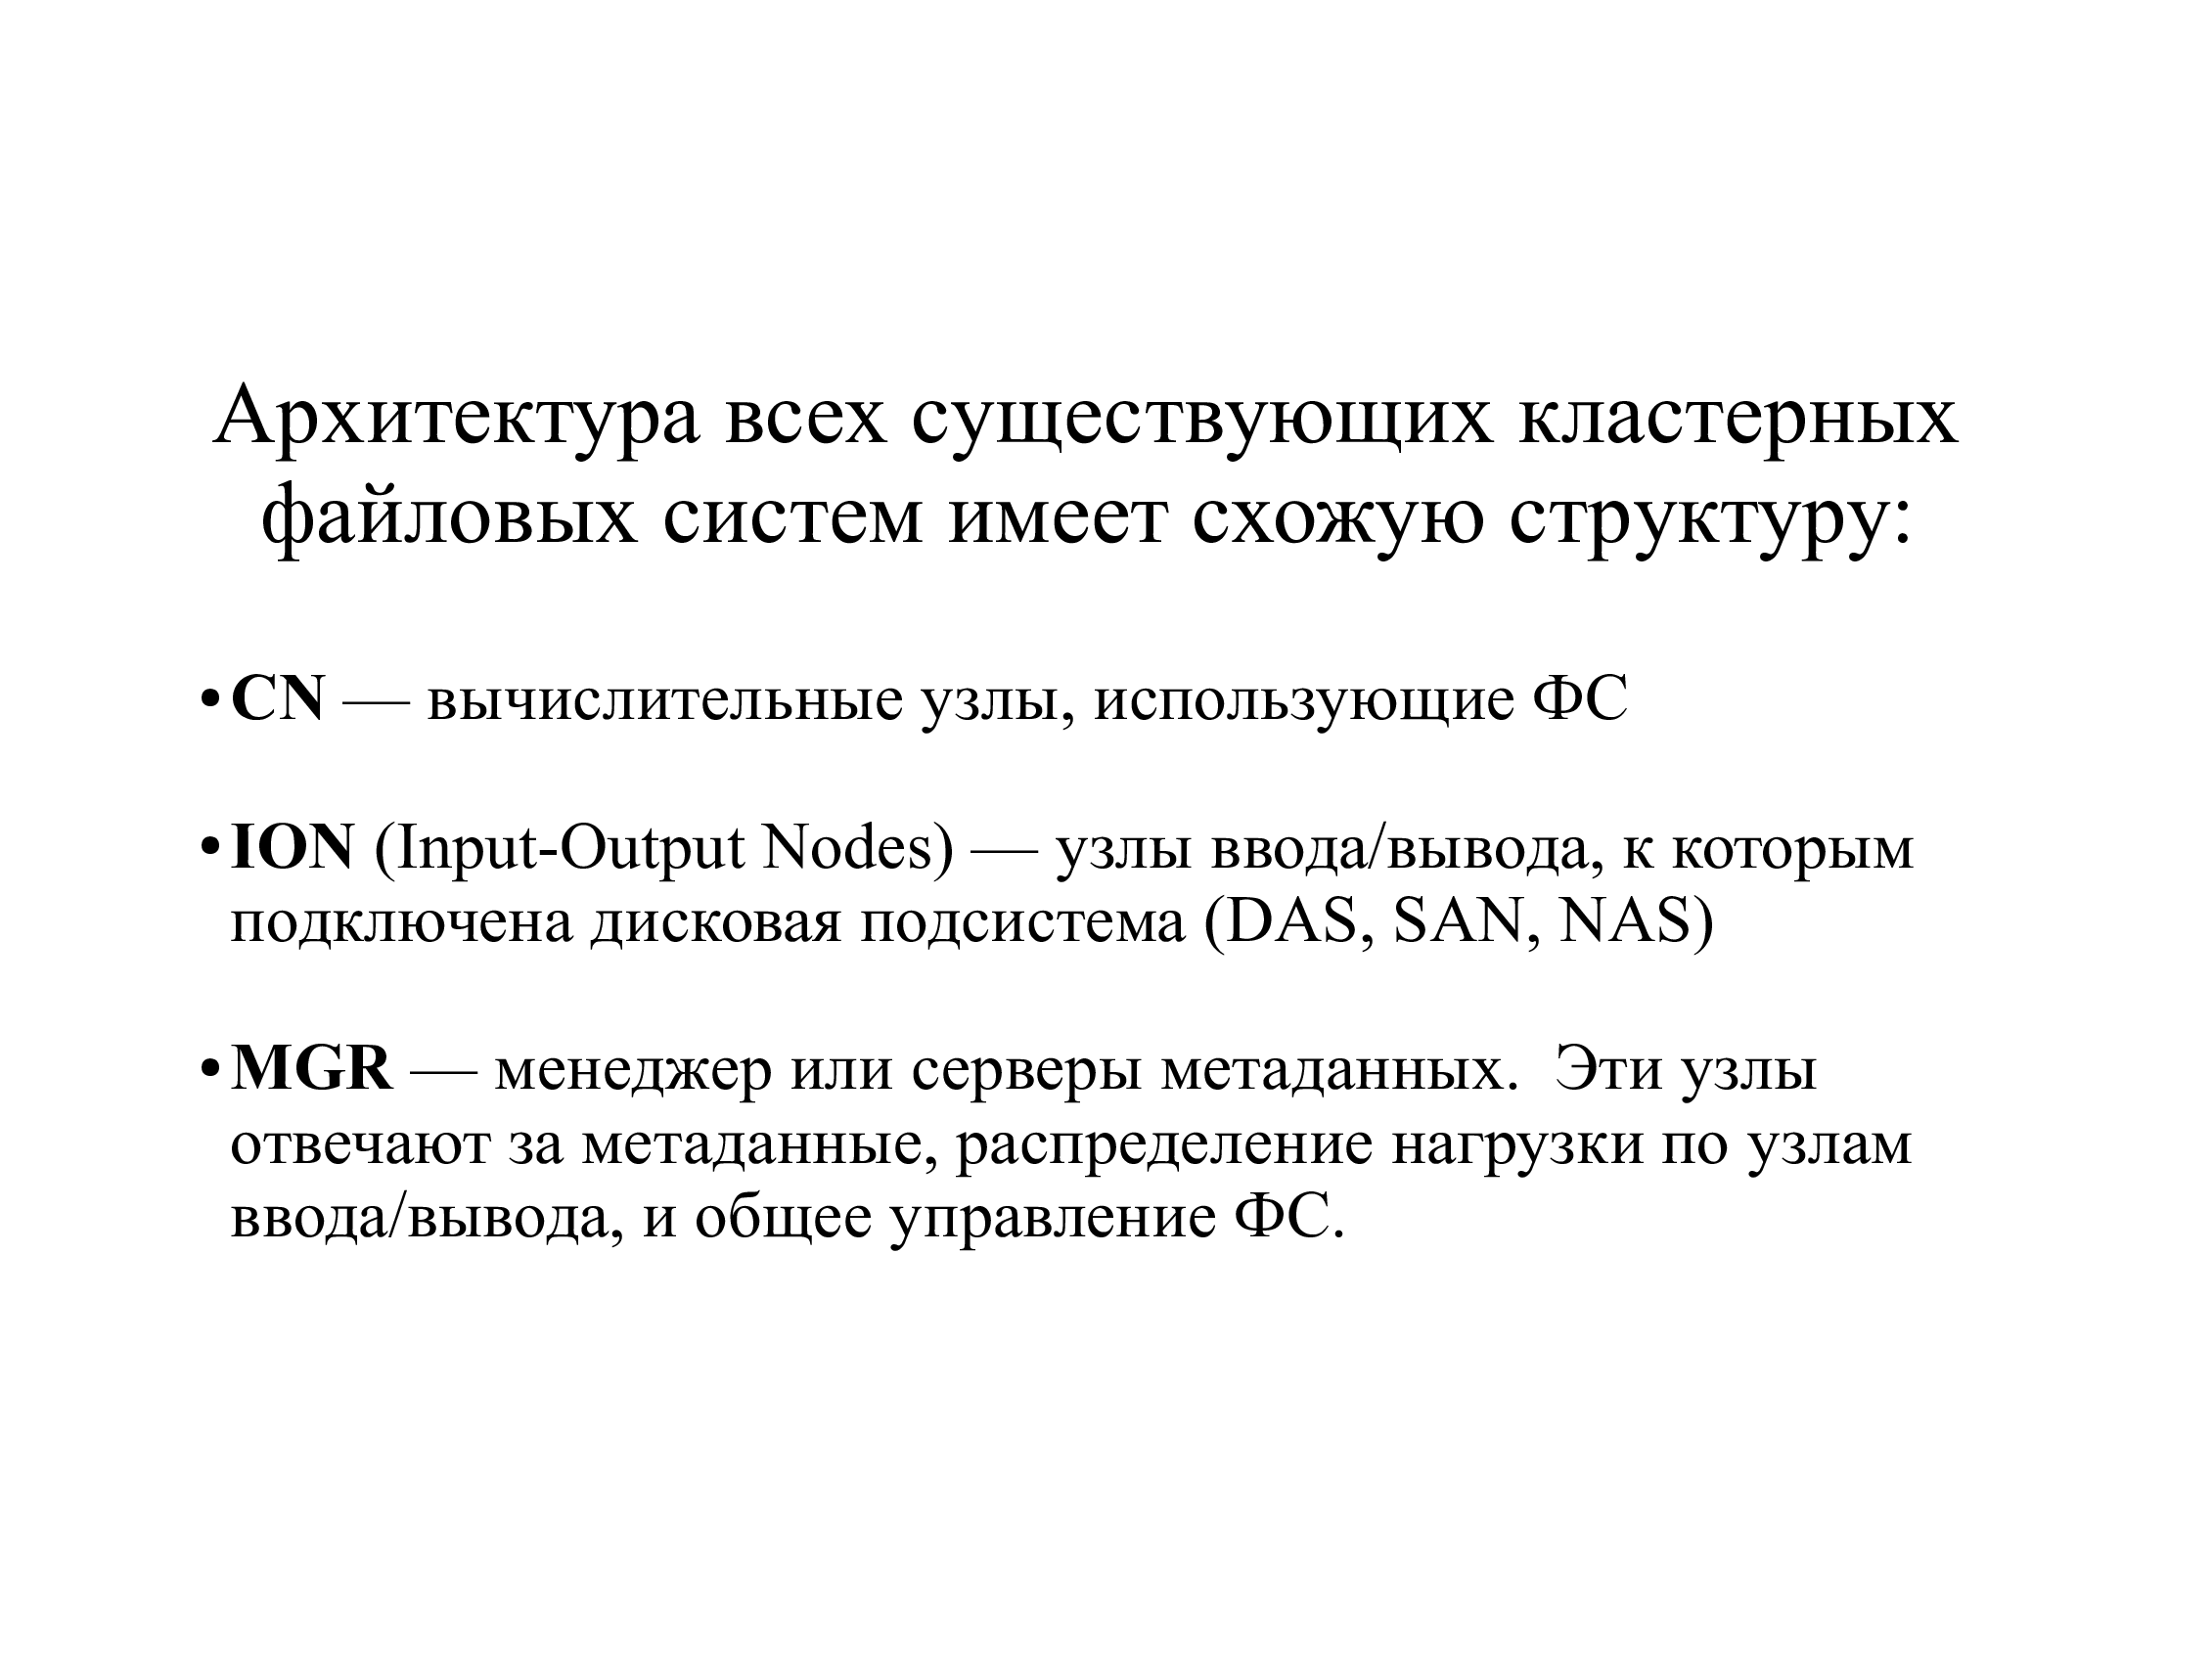 Архитектура всех существующих кластерных
файловых систем имеет схожую структуру:
• CN — вычислительные узлы, использующие ФС
• ION (Input-Output Nodes) — узлы ввода/вывода, к которым
подключена дисковая подсистема (DAS, SAN, NAS)
• MGR — менеджер или серверы метаданных.  Эти узлы
отвечают за метаданные, распределение нагрузки по узлам
ввода/вывода, и общее управление ФС.